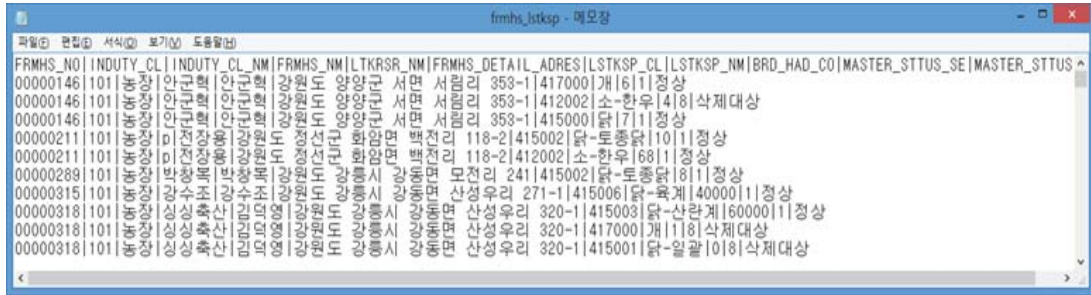 frmhs_lstksp - 메모장
파일(F) 편집(E) 서식(O) 보기(V) 도움말(H)
FRMHS_NO|INDUTY_CL|INDUTY_CL_NM|FRMHS_NM|LTKRSR_NM|FRMHS_DETAIL_ADRES|LSTKSP_CL|LSTKSP_NM|BRD_HAD_CO|MASTER_STTUS_SE|MASTER_STTUS
00000146|101|농장|안군혁|안군혁|강원도 양양군 서면 서림리 353-1|417000|개|6|1|정상
00000146|101|농장|안군혁|안군혁|강원도 양양군 서면 서림리 353-1|412002|소-한우|4|8|삭제대상
00000146|101|농장|안군혁|안군혁|강원도 양양군 서면 서림리 353-1|415000|닭|7|1|정상
00000211|101|농장|p|전장용|강원도 정선군 화암면 백전리 118-2|415002|닭-토종닭|10|1|정상
00000211|101|농장|p|전장용|강원도 정선군 화암면 백전리 118-2|412002|소-한우|68|1|정상
00000289|101|농장|박창목|박창목|강원도 강릉시 강동면 모전리 241|415002|닭-토종닭|8|1|정상
00000315|101|농장|강수조|강수조|강원도 강릉시 강동면 산성우리 271-1|415006|닭-육계|40000|1|정상
00000318|101|농장|싱싱축산|김덕영|강원도 강릉시 강동면 산성우리 320-1|415003|닭-산란계|60000|1|정상
00000318|101|농장|싱싱축산|김덕영|강원도 강릉시 강동면 산성우리 320-1|417000|개|1|8|삭제대상
00000318|101|농장|싱싱축산|김덕영|강원도 강릉시 강동면 산성우리 320-1|415001|닭-일괄|0|8|삭제대상